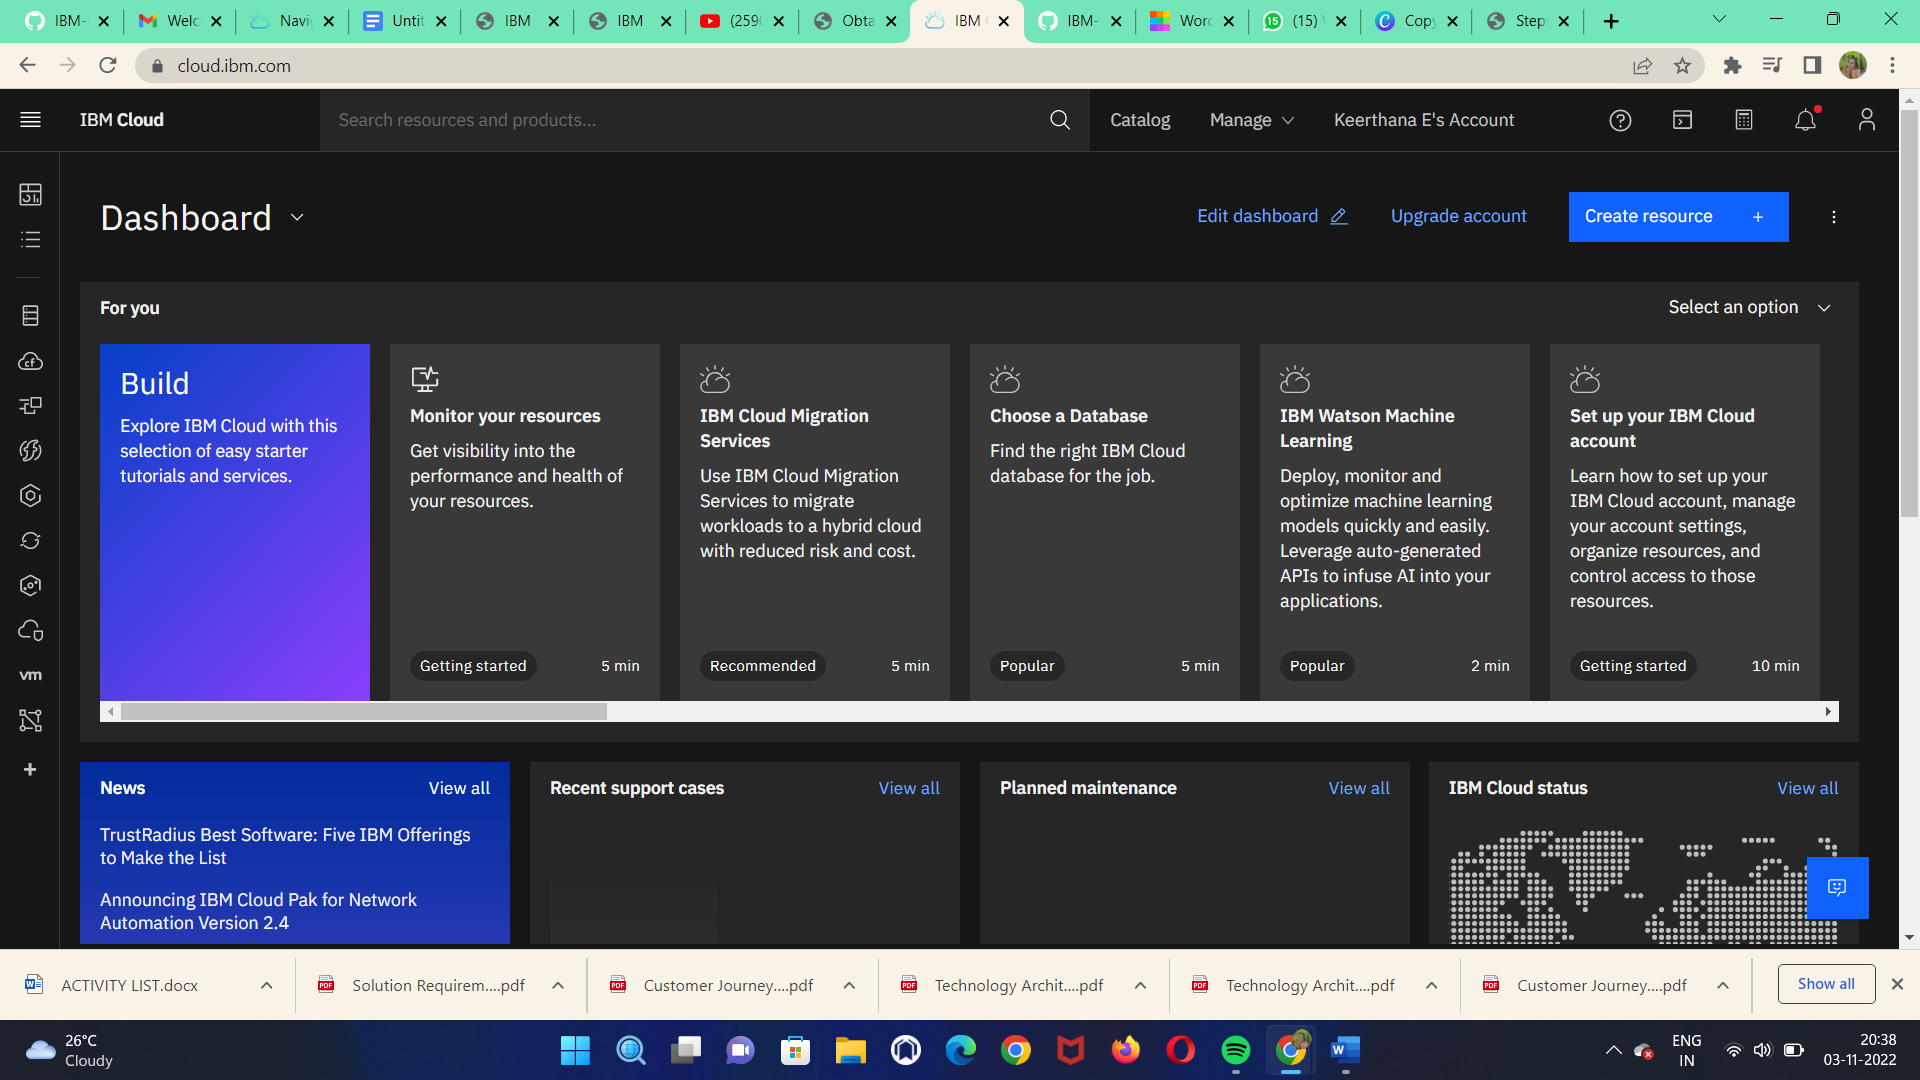 IBM-
Welc
Navi
Untit
IBM
IBM
(259
Obta
IBM
IBM-
Word
15
(15)
Copy
Step
cloud.ibm.com
IBM Cloud
Search resources and products...
Catalog
Manage
Keerthana E's Account
Dashboard
Edit dashboard
Upgrade account
Create resource +
For you
Select an option
Build
Explore IBM Cloud with this
selection of easy starter
tutorials and services.
Monitor your resources
Get visibility into the
performance and health of
your resources.
Getting started 5 min
IBM Cloud Migration
Services
Use IBM Cloud Migration
Services to migrate
workloads to a hybrid cloud
with reduced risk and cost.
Recommended 5 min
Choose a Database
Find the right IBM Cloud
database for the job.
Popular 5 min
IBM Watson Machine
Learning
Deploy, monitor and
optimize machine learning
models quickly and easily.
Leverage auto-generated
APIs to infuse AI into your
applications.
Popular 2 min
Set up your IBM Cloud
account
Learn how to set up your
IBM Cloud account, manage
your account settings,
organize resources, and
control access to those
resources.
Getting started 10 min
vm
News View all
TrustRadius Best Software: Five IBM Offerings
to Make the List
Announcing IBM Cloud Pak for Network
Automation Version 2.4
Recent support cases View all
Planned maintenance View all
IBM Cloud status View all
ACTIVITY LIST.docx
Solution Requirem....pdf
Customer Journey....pdf
Technology Archit....pdf
Technology Archit....pdf
Customer Journey....pdf
Show all
26°C
Cloudy
ENG
IN
20:38
03-11-2022